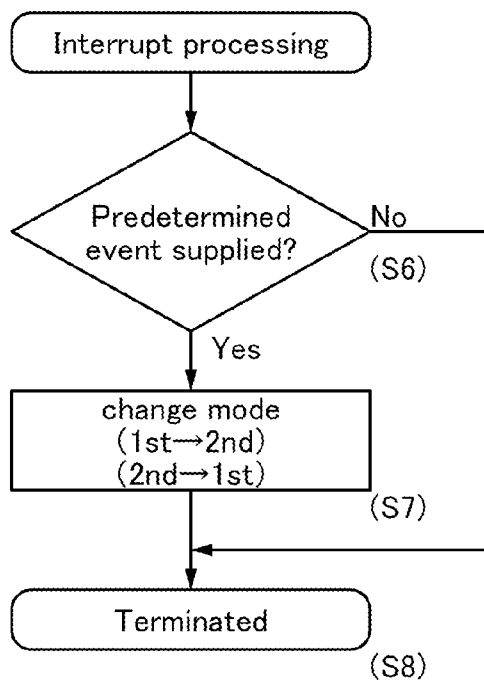 Interrupt processing
Predetermined
event supplied?
No
(S6)
Yes
change mode
(1st→2nd)
(2nd→1st)
(S7)
Terminated
(S8)